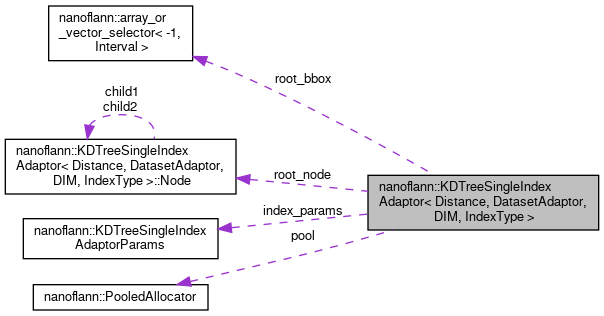 nanoflann::array_or
_vector_selector< -1,
Interval >
root_bbox
child1
child2
nanoflann::KDTreeSingleIndex
Adaptor< Distance, DatasetAdaptor,
DIM, IndexType >::Node
root_node
nanoflann::KDTreeSingleIndex
Adaptor< Distance, DatasetAdaptor,
DIM, IndexType >
index_params
nanoflann::KDTreeSingleIndex
AdaptorParams
pool
nanoflann::PooledAllocator